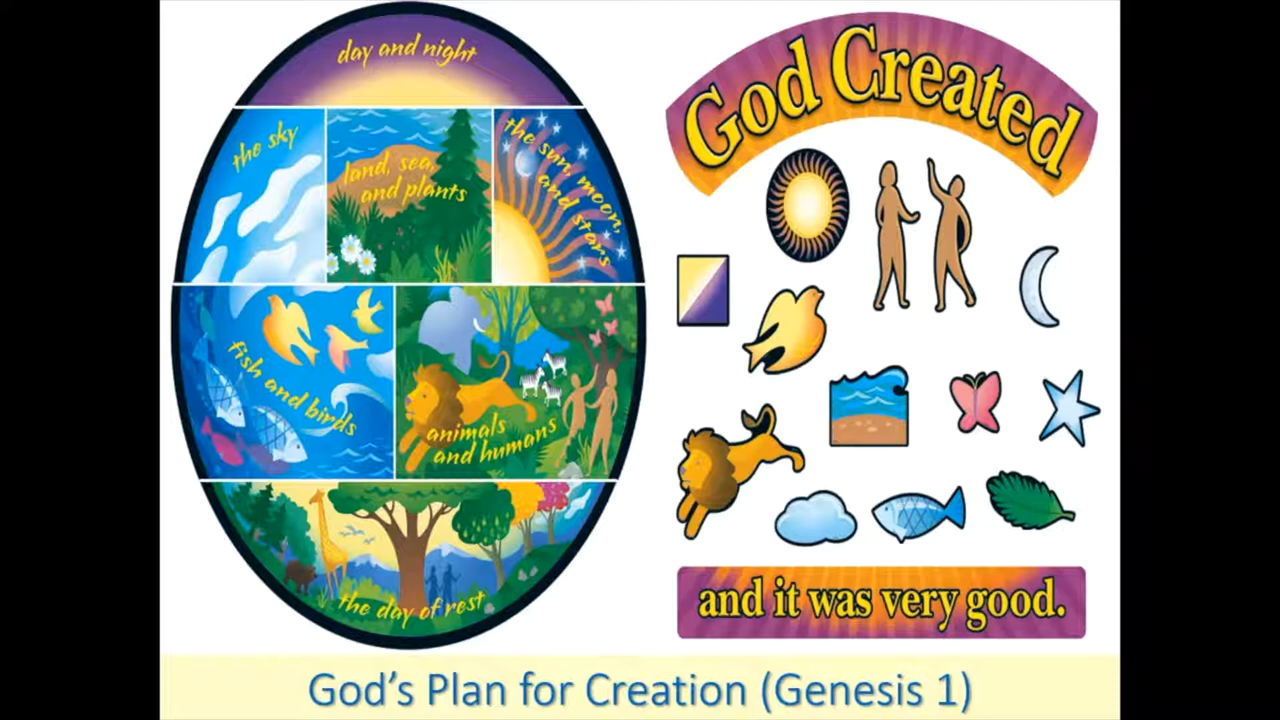 day and night
the sky
land, sea,
and plants
the sun, moon,
and stars
fish and birds
animals
and humans
the day of rest
God Created
and it was very good.
God's Plan for Creation (Genesis 1)